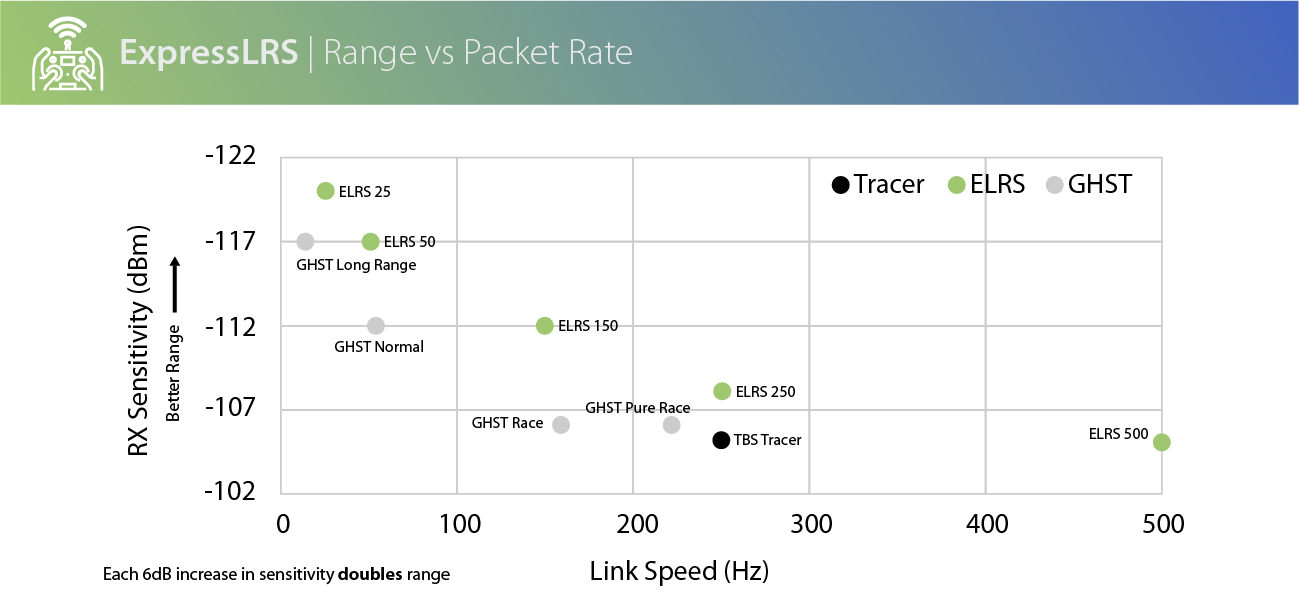 ExpressLRS | Range vs Packet Rate
-122
Tracer
ELRS
GHST
ELRS 25
-117
ELRS 50
GHST Long Range
-112
ELRS 150
GHST Normal
RX Sensitivity (dBm)
Better Range
ELRS 250
-107
GHST Pure Race
GHST Race
TBS Tracer
ELRS 500
-102
0
100
200
300
400
500
Link Speed (Hz)
Each 6dB increase in sensitivity doubles range